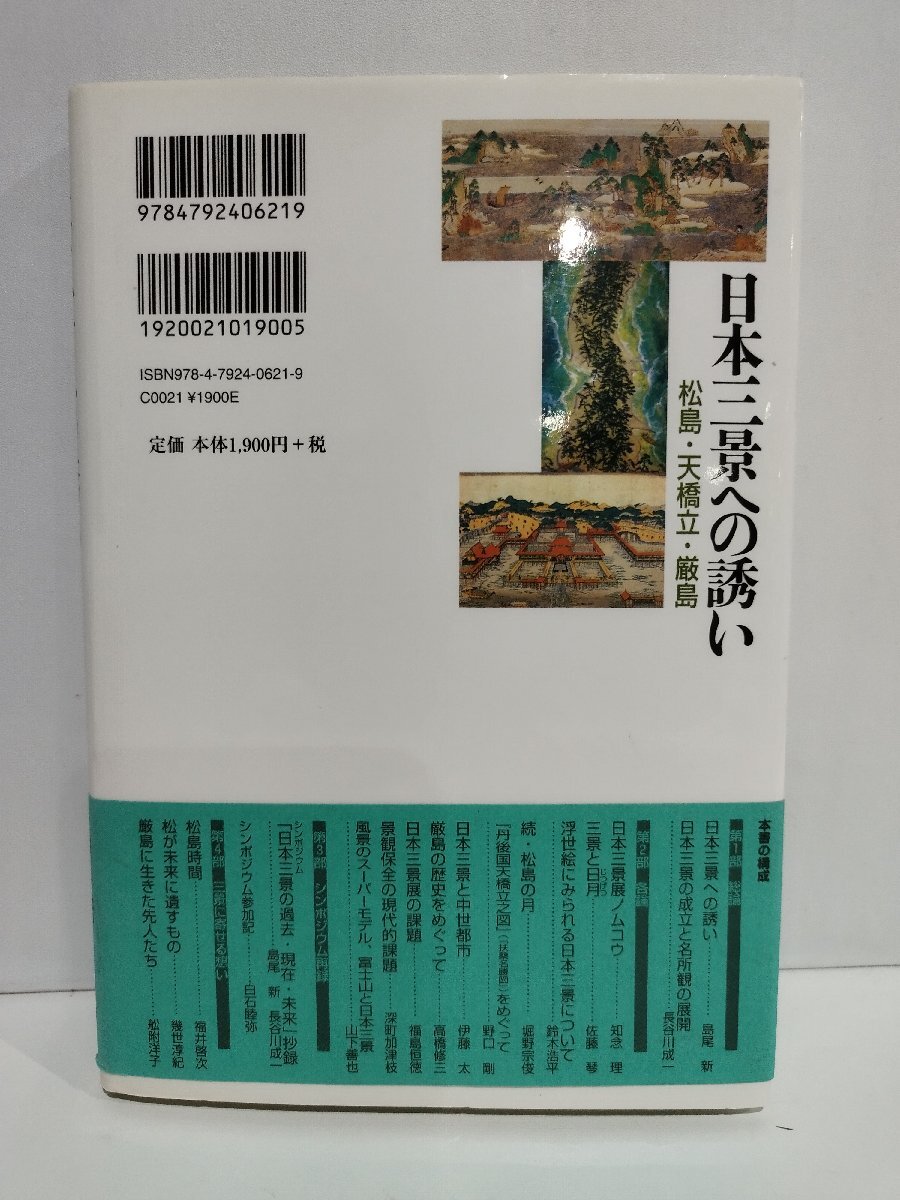 9784792406219
1920021019005
ISBN978-4-7924-0621-9
C0021 ¥1900E
定価 本体1,900円+税
日本三景への誘い
松島・天橋立・厳島
本書の構成
第1部 総論
日本三景への誘い………島尾 新
日本三景の成立と名所観の展開………長谷川成一
第2部 各論
日本三景展ノムコウ………知念 理
三景と日月………佐藤 琴
じつげつ
浮世絵にみられる日本三景について………鈴木浩平
続・松島の月………堀野宗俊
『丹後国天橋立之図』(『扶桑名勝図』)をめぐって………野口 剛
日本三景と中世都市………伊藤 太
厳島の歴史をめぐって………高橋修三
日本三景展の課題………福島恒徳
景観保全の現代的課題………深町加津枝
風景のスーパーモデル、富士山と日本三景………山下善也
第3部 シンポジウム
シンポジウム
「日本三景の過去・現在・未来」抄録………島尾 新 長谷川成一
シンポジウム参加記………白石睦弥
第4部 三景に寄せる想い
松島時間………福井啓次
松が未来に遺すもの………幾世淳紀
厳島に生きた先人たち………舩附洋子